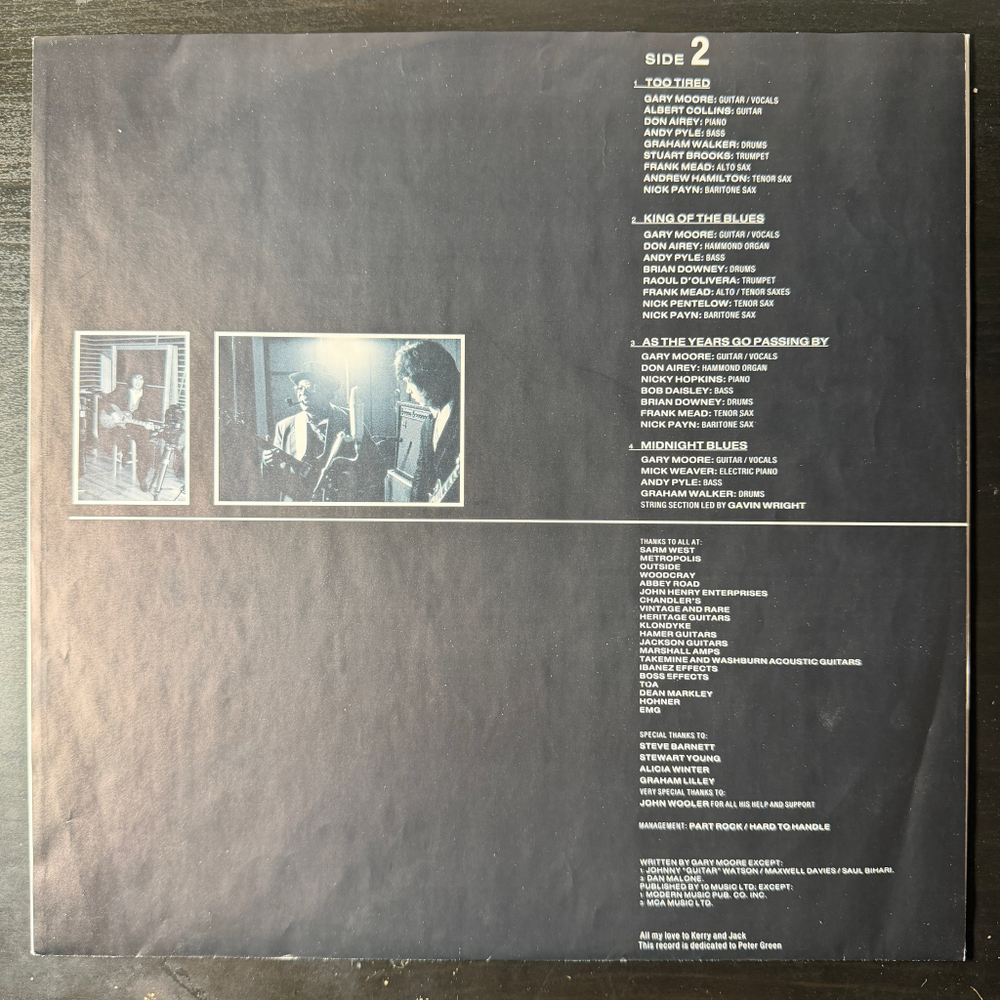 SIDE 2
1 TOO TIRED
GARY MOORE: GUITAR / VOCALS
ALBERT COLLINS: GUITAR
DON AIREY: PIANO
ANDY PYLE: BASS
GRAHAM WALKER: DRUMS
STUART BROOKS: TRUMPET
FRANK MEAD: ALTO SAX
ANDREW HAMILTON: TENOR SAX
NICK PAYN: BARITONE SAX
2 KING OF THE BLUES
GARY MOORE: GUITAR / VOCALS
DON AIREY: HAMMOND ORGAN
ANDY PYLE: BASS
BRIAN DOWNEY: DRUMS
RAOUL D'OLIVERA: TRUMPET
FRANK MEAD: ALTO / TENOR SAXES
NICK PENTELOW: TENOR SAX
NICK PAYN: BARITONE SAX
3 AS THE YEARS GO PASSING BY
GARY MOORE: GUITAR / VOCALS
DON AIREY: HAMMOND ORGAN
NICKY HOPKINS: PIANO
BOB DAISLEY: BASS
BRIAN DOWNEY: DRUMS
FRANK MEAD: TENOR SAX
NICK PAYN: BARITONE SAX
4 MIDNIGHT BLUES
GARY MOORE: GUITAR / VOCALS
MICK WEAVER: ELECTRIC PIANO
ANDY PYLE: BASS
GRAHAM WALKER: DRUMS
STRING SECTION LED BY GAVIN WRIGHT
THANKS TO ALL AT:
SARM WEST
METROPOLIS
OUTSIDE
WOODCRAY
ABBEY ROAD
JOHN HENRY ENTERPRISES
CHANDLER'S
VINTAGE AND RARE
HERITAGE GUITARS
KLONDYKE
HAMER GUITARS
JACKSON GUITARS
MARSHALL AMPS
TAKEMINE AND WASHBURN ACOUSTIC GUITARS
IBANEZ EFFECTS
BOSS EFFECTS
TOA
DEAN MARKLEY
HOHNER
EMG
SPECIAL THANKS TO:
STEVE BARNETT
STEWART YOUNG
ALICIA WINTER
GRAHAM LILLEY
VERY SPECIAL THANKS TO:
JOHN WOOLER FOR ALL HIS HELP AND SUPPORT
MANAGEMENT: PART ROCK / HARD TO HANDLE
WRITTEN BY GARY MOORE EXCEPT:
1 JOHNNY "GUITAR" WATSON / MAXWELL DAVIES / SAUL BIHARI.
3 DAN MALONE.
PUBLISHED BY 10 MUSIC LTD; EXCEPT:
1 MODERN MUSIC PUB. CO. INC.
3 MCA MUSIC LTD.
All my love to Kerry and Jack
This record is dedicated to Peter Green